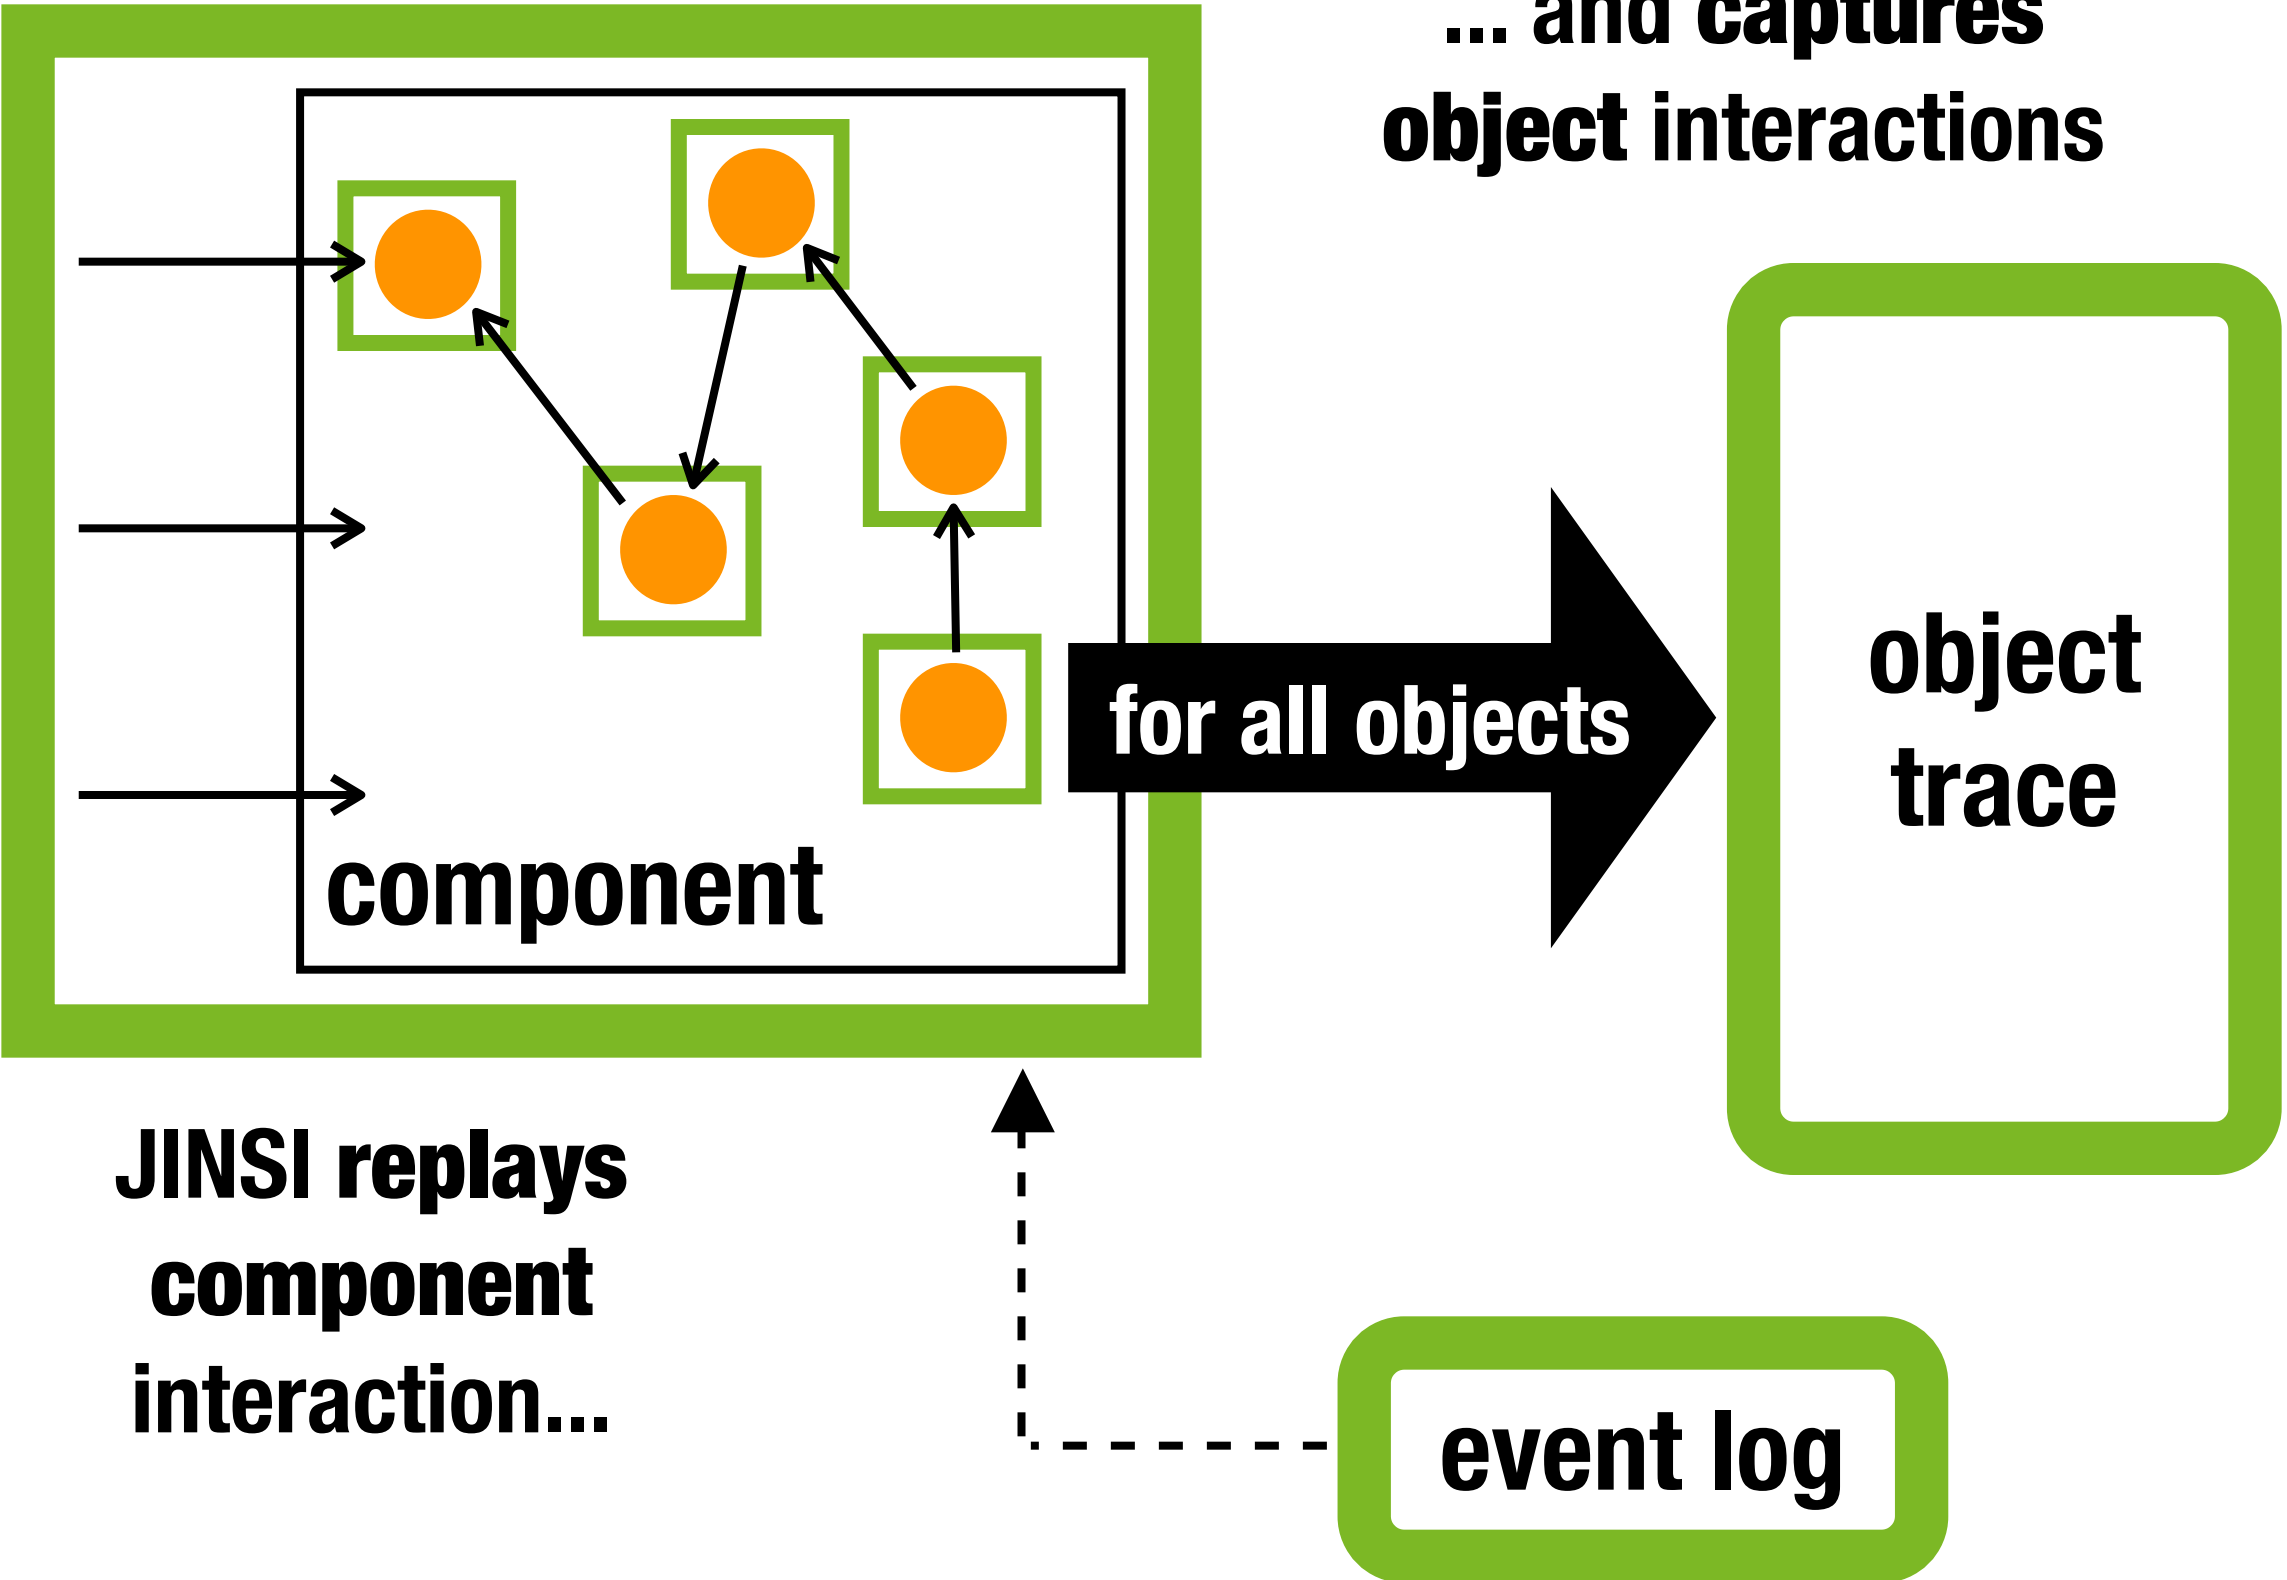 ... and captures
object interactions
for all objects
object
trace
component
JINSI replays
component
interaction...
event log